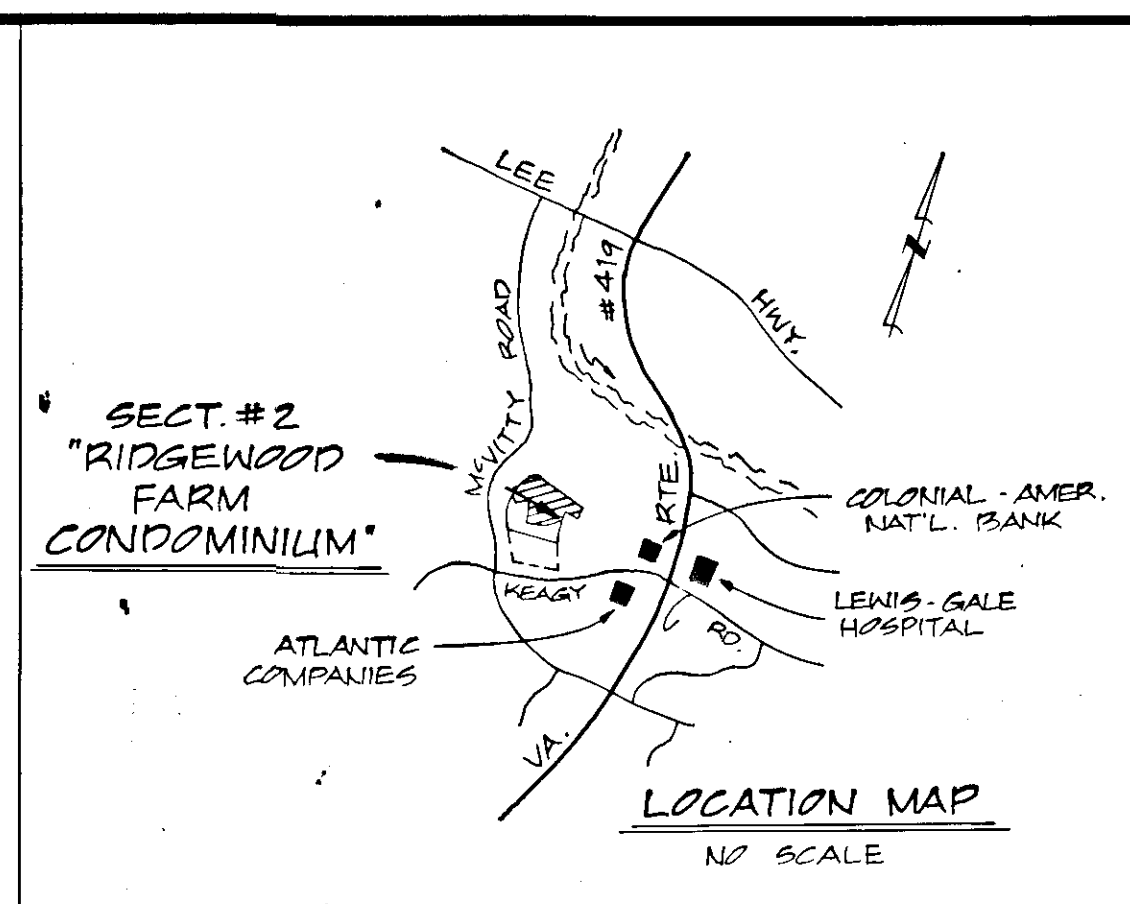 LEE
HWY.
#419
N
McVITTY ROAD
SECT. #2
"RIDGEWOOD
FARM
CONDOMINIUM"
RTE.
COLONIAL - AMER.
NAT'L. BANK
KEAGY
RD.
LEWIS - GALE
HOSPITAL
ATLANTIC
COMPANIES
VA.
LOCATION MAP
NO SCALE